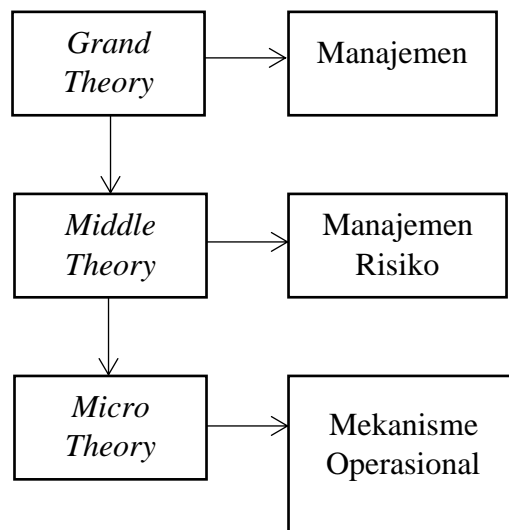 Grand
Theory
Manajemen
Middle
Theory
Manajemen
Risiko
Micro
Theory
Mekanisme
Operasional